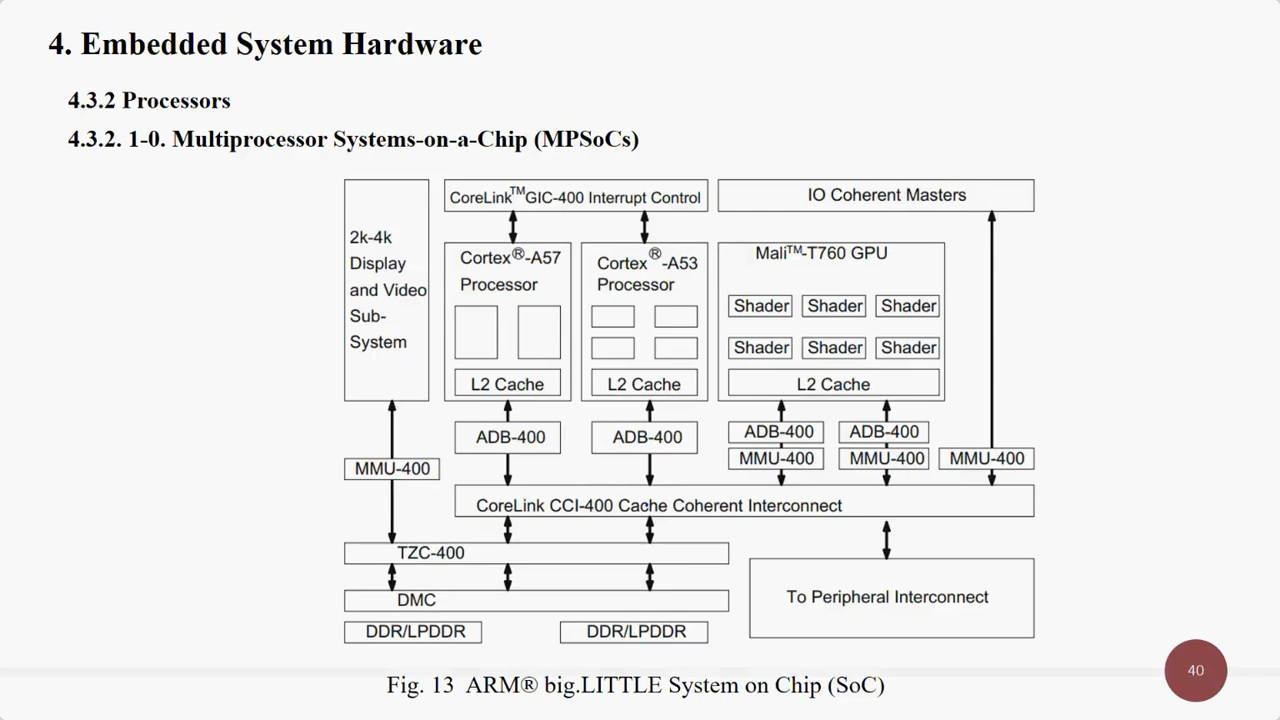 4. Embedded System Hardware
4.3.2 Processors
4.3.2. 1-0. Multiprocessor Systems-on-a-Chip (MPSoCs)
2k-4k
Display
and Video
Sub-
System
CoreLink™GIC-400 Interrupt Control
IO Coherent Masters
Cortex®-A57
Processor
L2 Cache
Cortex®-A53
Processor
L2 Cache
Mali™-T760 GPU
Shader Shader Shader
Shader Shader Shader
L2 Cache
ADB-400
ADB-400
ADB-400
ADB-400
MMU-400
MMU-400
MMU-400
MMU-400
CoreLink CCI-400 Cache Coherent Interconnect
TZC-400
DMC
DDR/LPDDR
DDR/LPDDR
To Peripheral Interconnect
40
Fig. 13 ARM® big.LITTLE System on Chip (SoC)